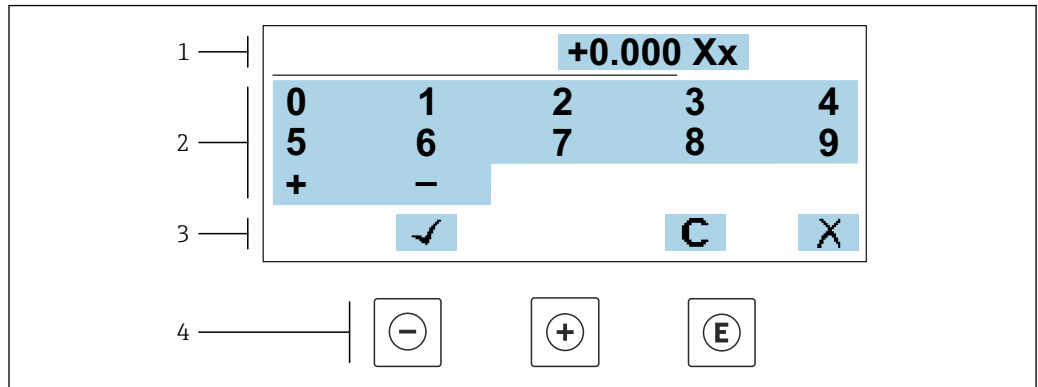 1 +0.000 Xx
0 1 2 3 4
2 5 6 7 8 9
+ −
3 ✓ C X
4 − + E